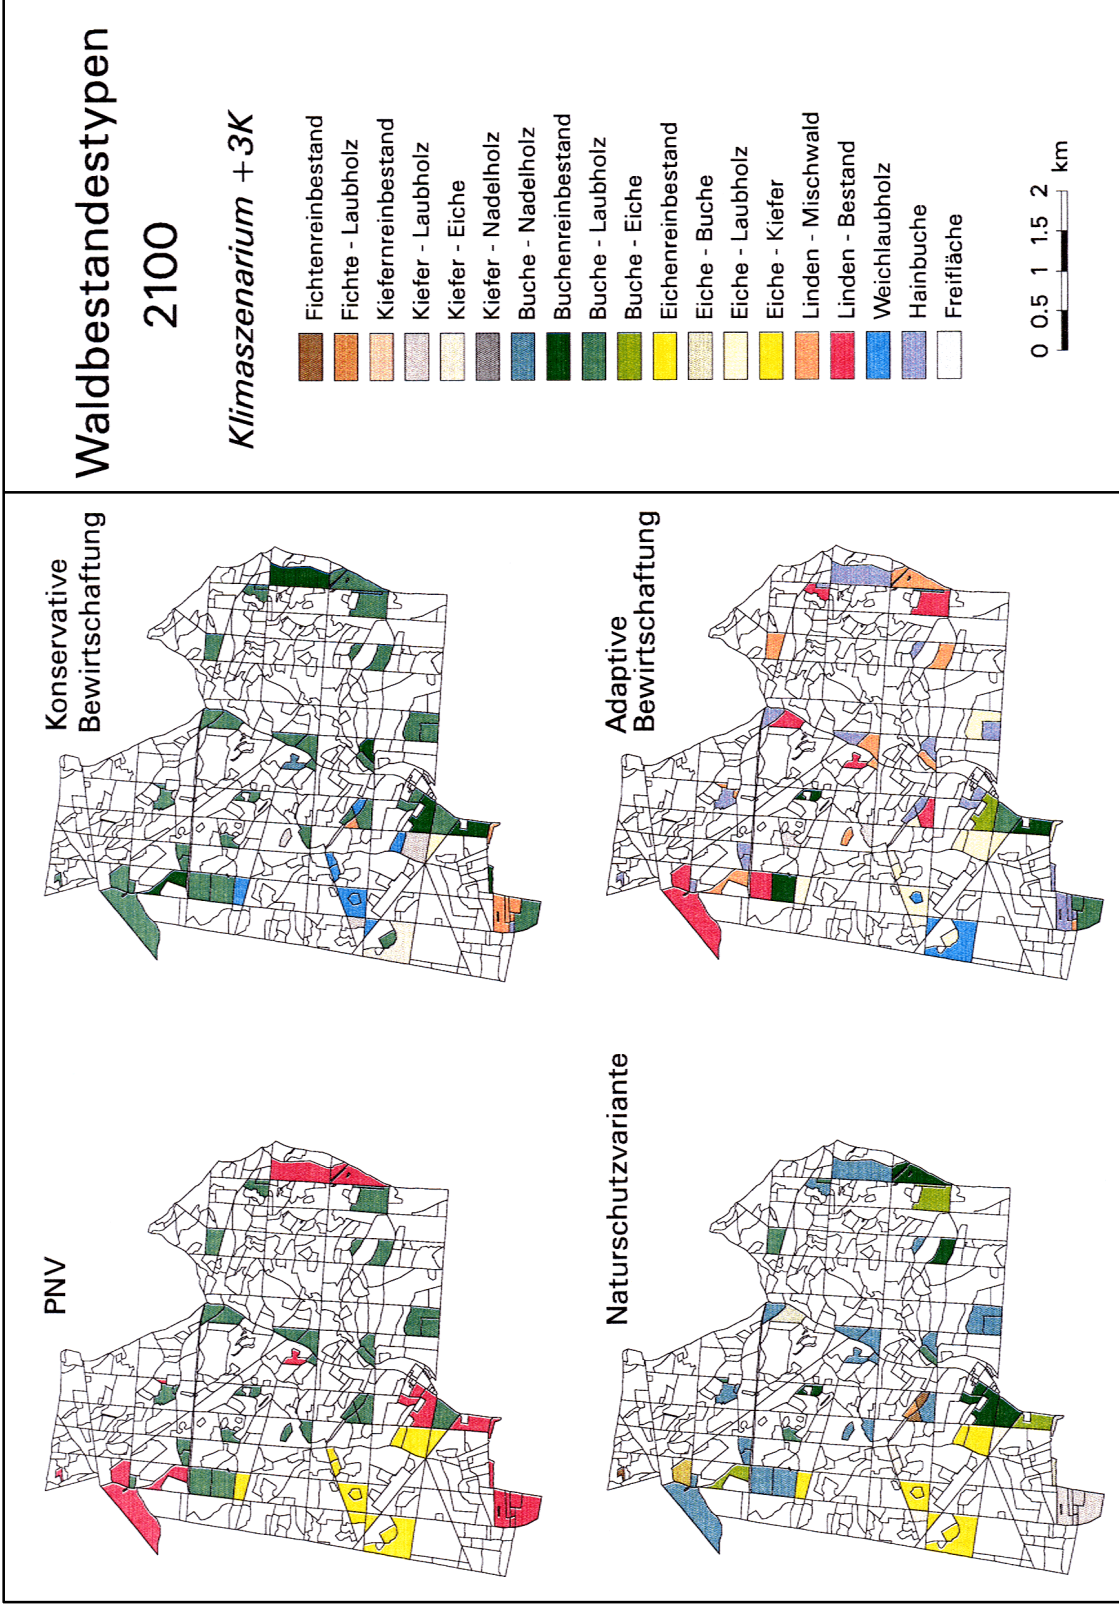 Waldbestandestypen
2100
Klimaszenarium +3K
Fichtenreinbestand
Fichte - Laubholz
Kiefernreinbestand
Kiefer - Laubholz
Kiefer - Eiche
Kiefer - Nadelholz
Buche - Nadelholz
Buchenreinbestand
Buche - Laubholz
Buche - Eiche
Eichenreinbestand
Eiche - Buche
Eiche - Laubholz
Eiche - Kiefer
Linden - Mischwald
Linden - Bestand
Weichlaubholz
Hainbuche
Freifläche
0 0.5 1 1.5 2 km
PNV
Konservative
Bewirtschaftung
Naturschutzvariante
Adaptive
Bewirtschaftung